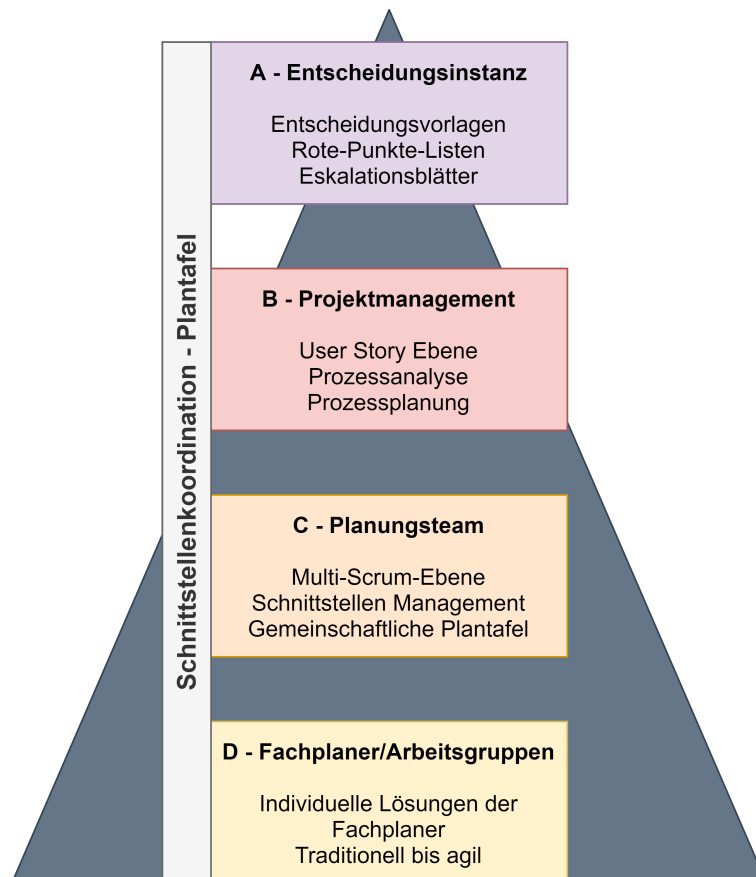 Schnittstellenkoordination - Plantafel
A - Entscheidungsinstanz
Entscheidungsvorlagen
Rote-Punkte-Listen
Eskalationsblätter
B - Projektmanagement
User Story Ebene
Prozessanalyse
Prozessplanung
C - Planungsteam
Multi-Scrum-Ebene
Schnittstellen Management
Gemeinschaftliche Plantafel
D - Fachplaner/Arbeitsgruppen
Individuelle Lösungen der
Fachplaner
Traditionell bis agil